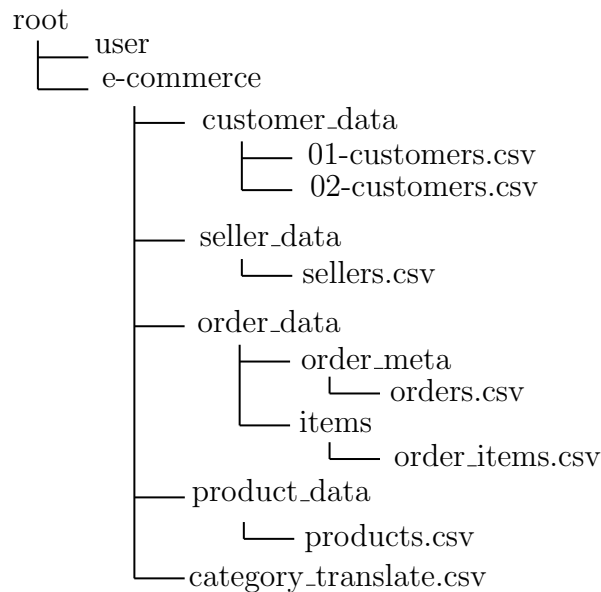 root
user
e-commerce
customer_data
01-customers.csv
02-customers.csv
seller_data
sellers.csv
order_data
order_meta
orders.csv
items
order_items.csv
product_data
products.csv
category_translate.csv